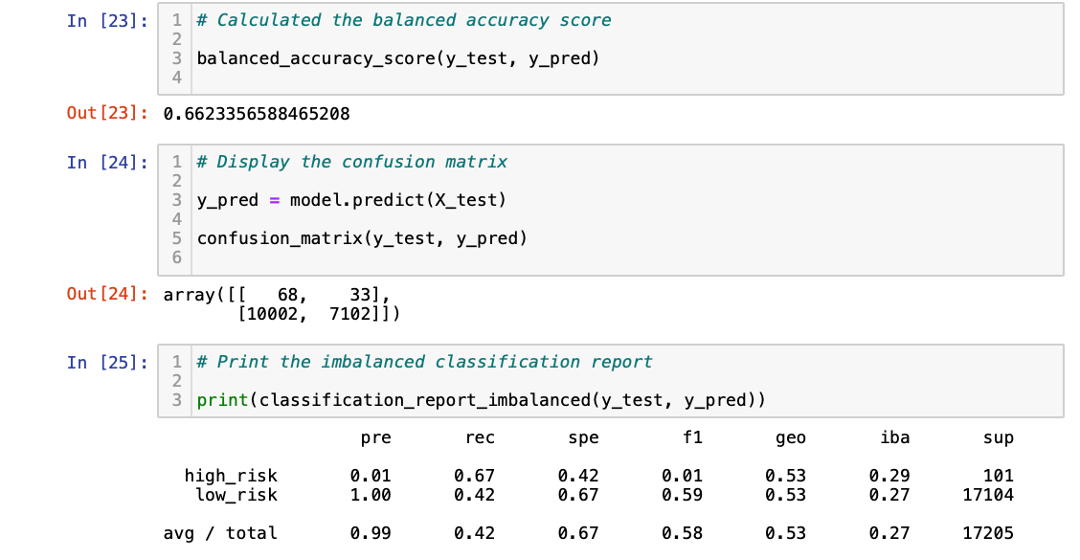 In [23]: 1 # Calculated the balanced accuracy score
2
3 balanced_accuracy_score(y_test, y_pred)
4
Out[23]: 0.6623356588465208
In [24]: 1 # Display the confusion matrix
2
3 y_pred = model.predict(X_test)
4
5 confusion_matrix(y_test, y_pred)
6
Out[24]: array([[   68,    33],
       [10002,  7102]])
In [25]: 1 # Print the imbalanced classification report
2
3 print(classification_report_imbalanced(y_test, y_pred))
pre rec spe f1 geo iba sup
high_risk 0.01 0.67 0.42 0.01 0.53 0.29 101
low_risk 1.00 0.42 0.67 0.59 0.53 0.27 17104
avg / total 0.99 0.42 0.67 0.58 0.53 0.27 17205